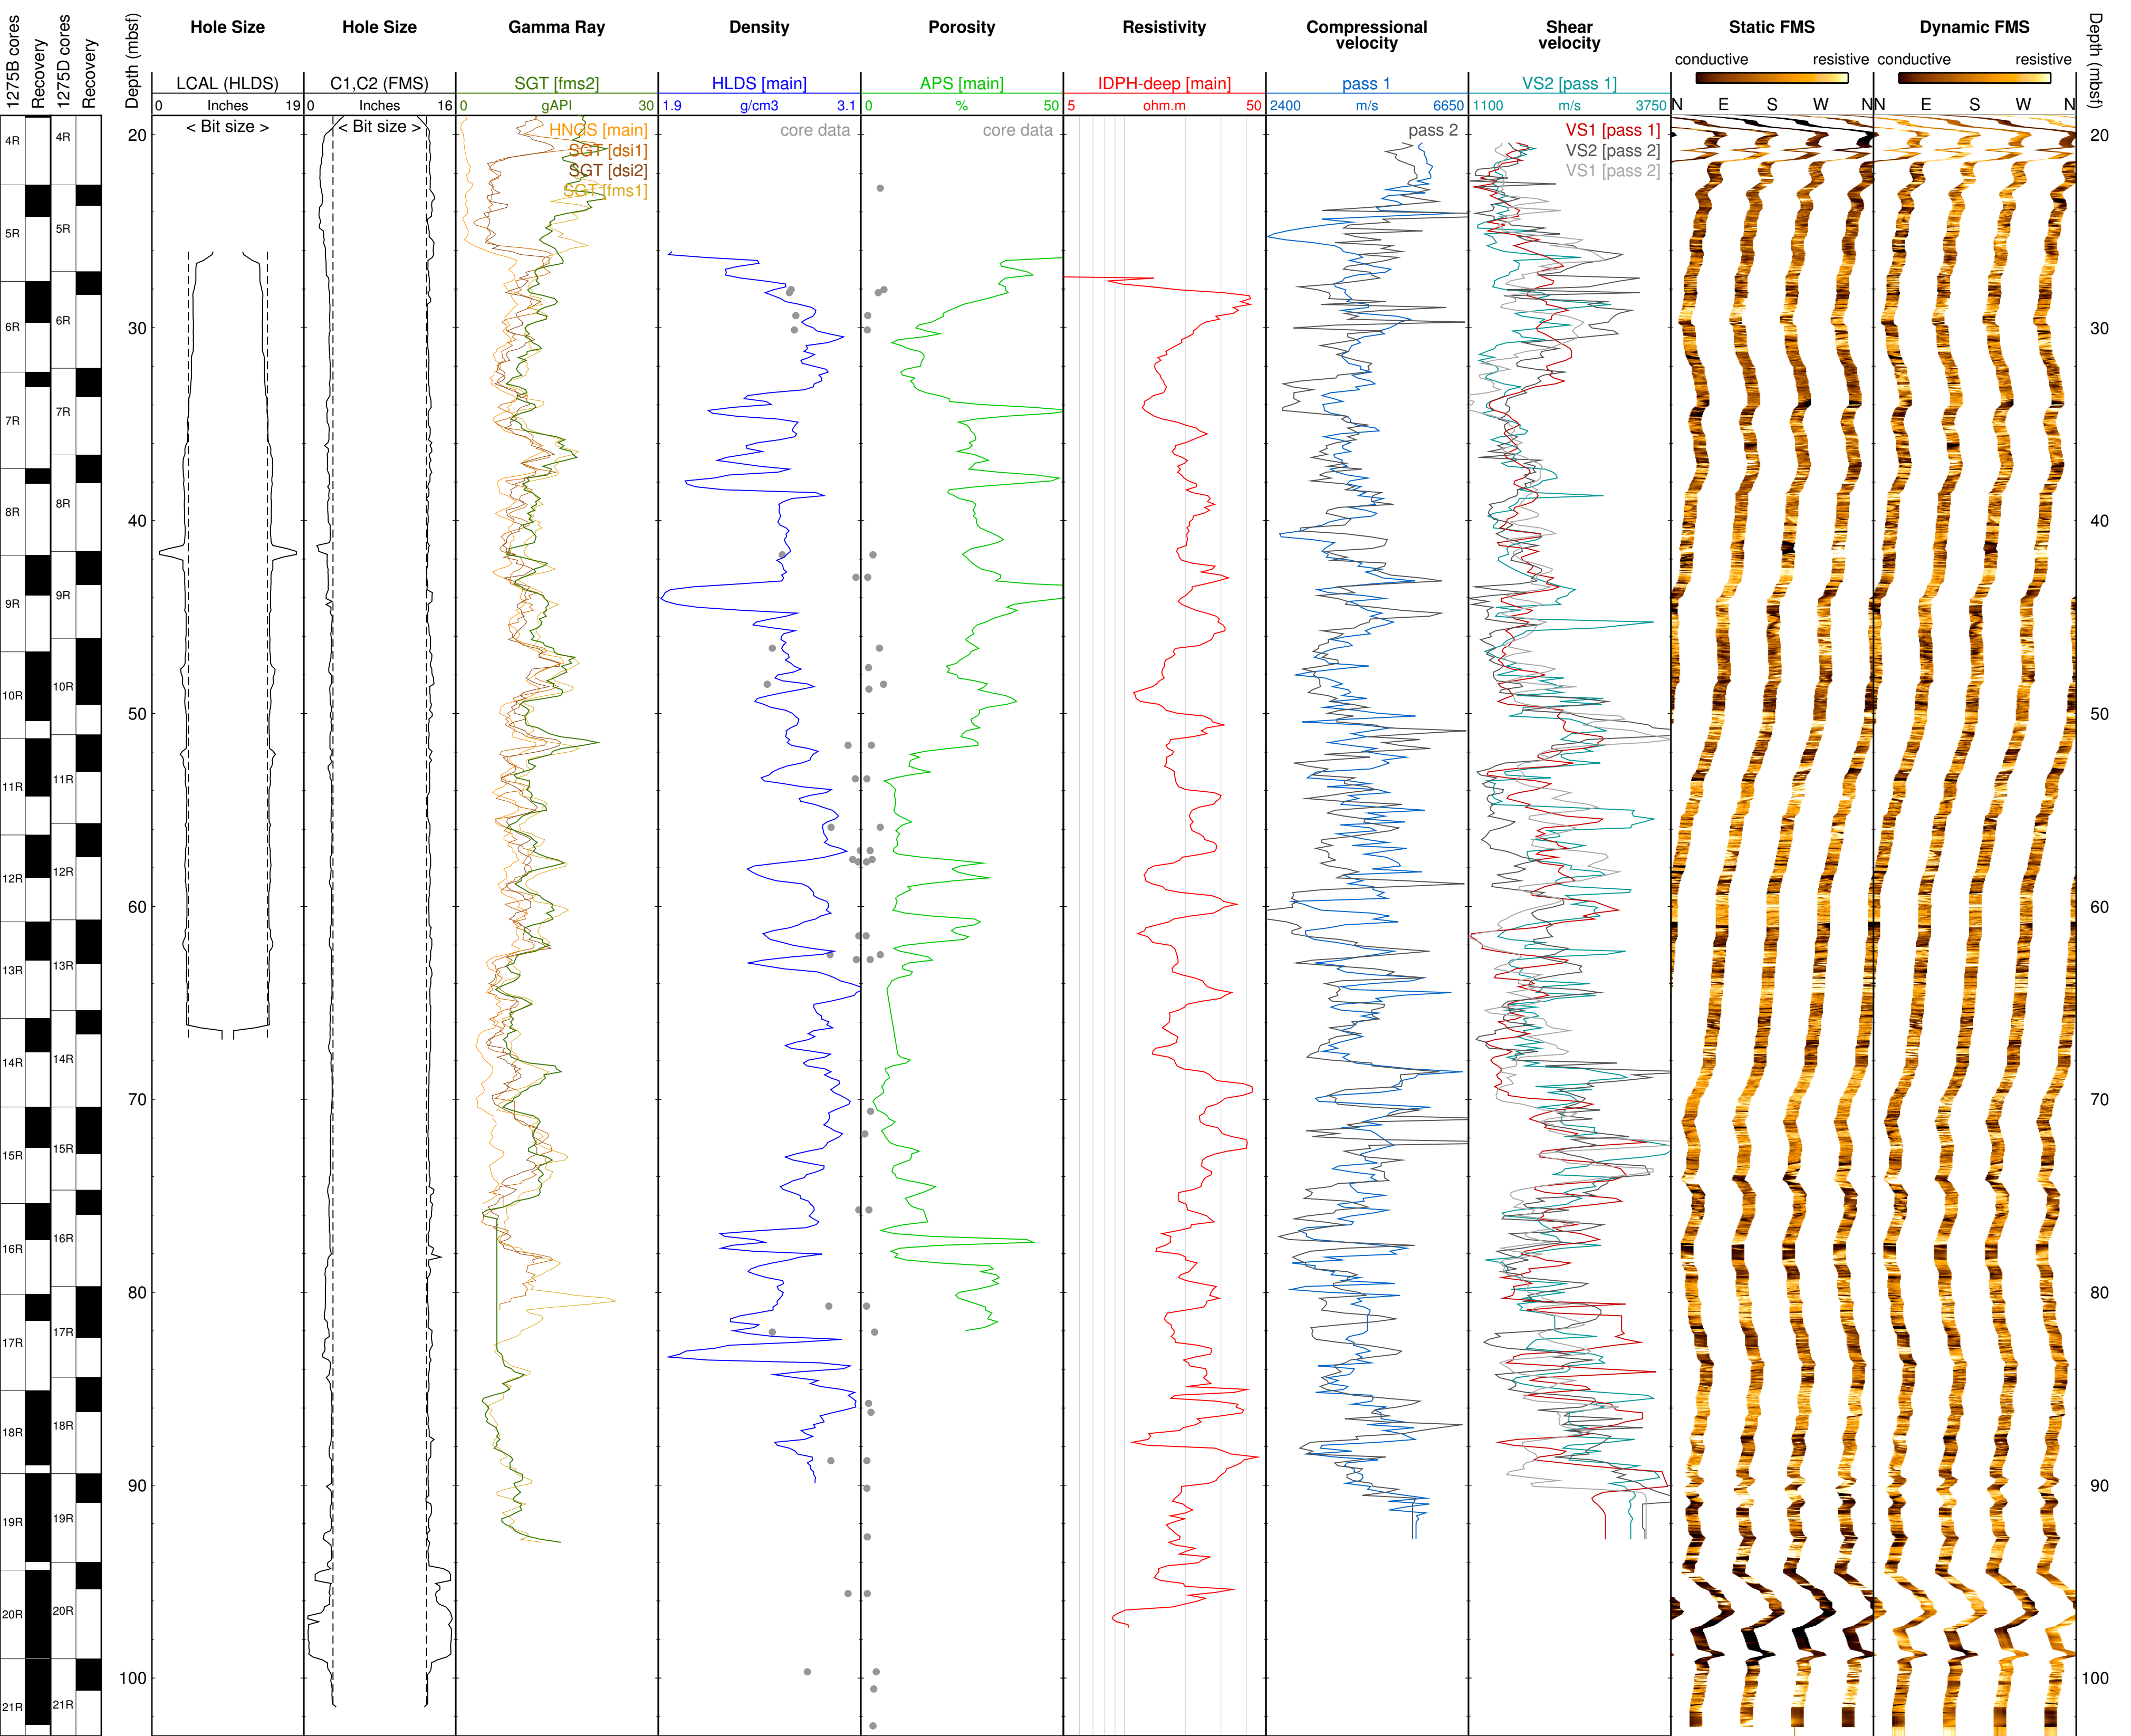 1275B cores
Recovery
1275D cores
Recovery
Depth (mbsf)
Hole Size
Hole Size
Gamma Ray
Density
Porosity
Resistivity
Compressional
velocity
Shear
velocity
Static FMS
Dynamic FMS
Depth (mbsf)
conductive resistive conductive resistive
LCAL (HLDS)
C1,C2 (FMS)
SGT [fms2]
HLDS [main]
APS [main]
IDPH-deep [main]
pass 1
VS2 [pass 1]
0 Inches 19
0 Inches 16
0 gAPI 30
1.9 g/cm3 3.1
0 % 50
5 ohm.m 50
2400 m/s 6650
1100 m/s 3750
N E S W N
N E S W N
< Bit size >
< Bit size >
HNGS [main]
SGT [dsi1]
SGT [dsi2]
SGT [fms1]
core data
core data
pass 2
VS1 [pass 1]
VS2 [pass 2]
VS1 [pass 2]
4R
5R
6R
7R
8R
9R
10R
11R
12R
13R
14R
15R
16R
17R
18R
19R
20R
21R
4R
5R
6R
7R
8R
9R
10R
11R
12R
13R
14R
15R
16R
17R
18R
19R
20R
21R
20
30
40
50
60
70
80
90
100
20
30
40
50
60
70
80
90
100